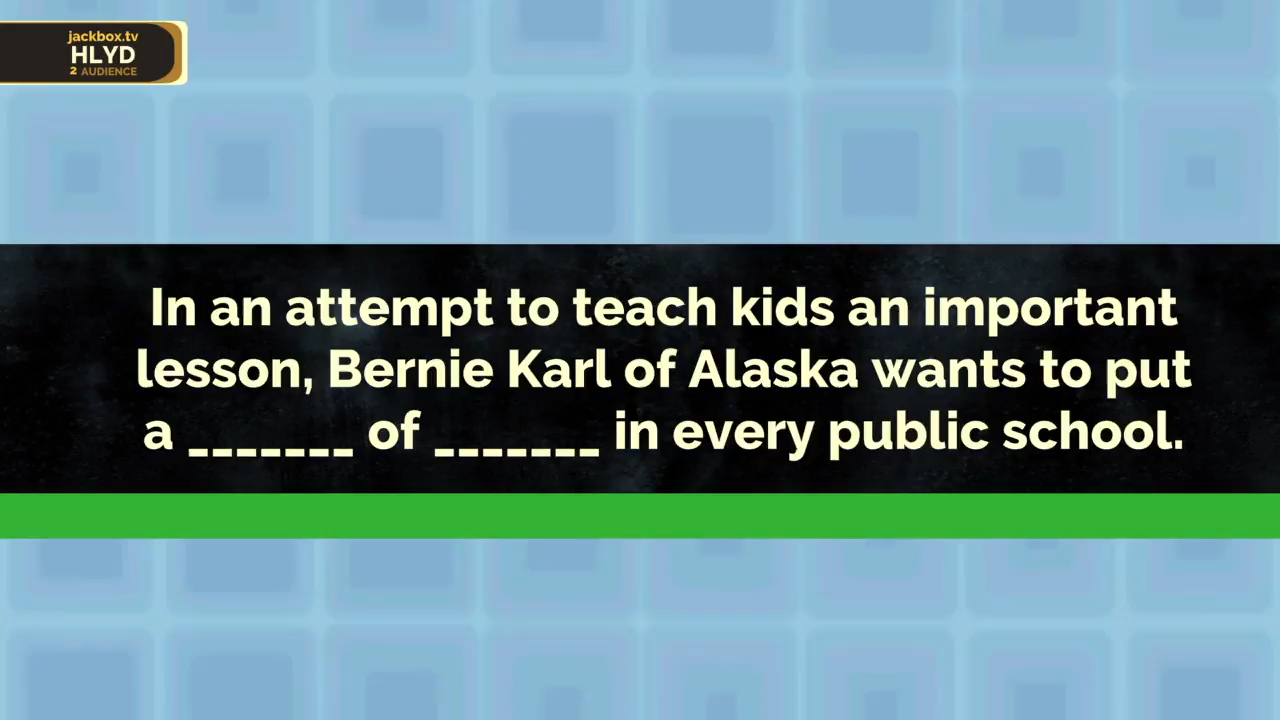 jackbox.tv
HLYD
2 AUDIENCE
In an attempt to teach kids an important
lesson, Bernie Karl of Alaska wants to put
a _______ of _______ in every public school.